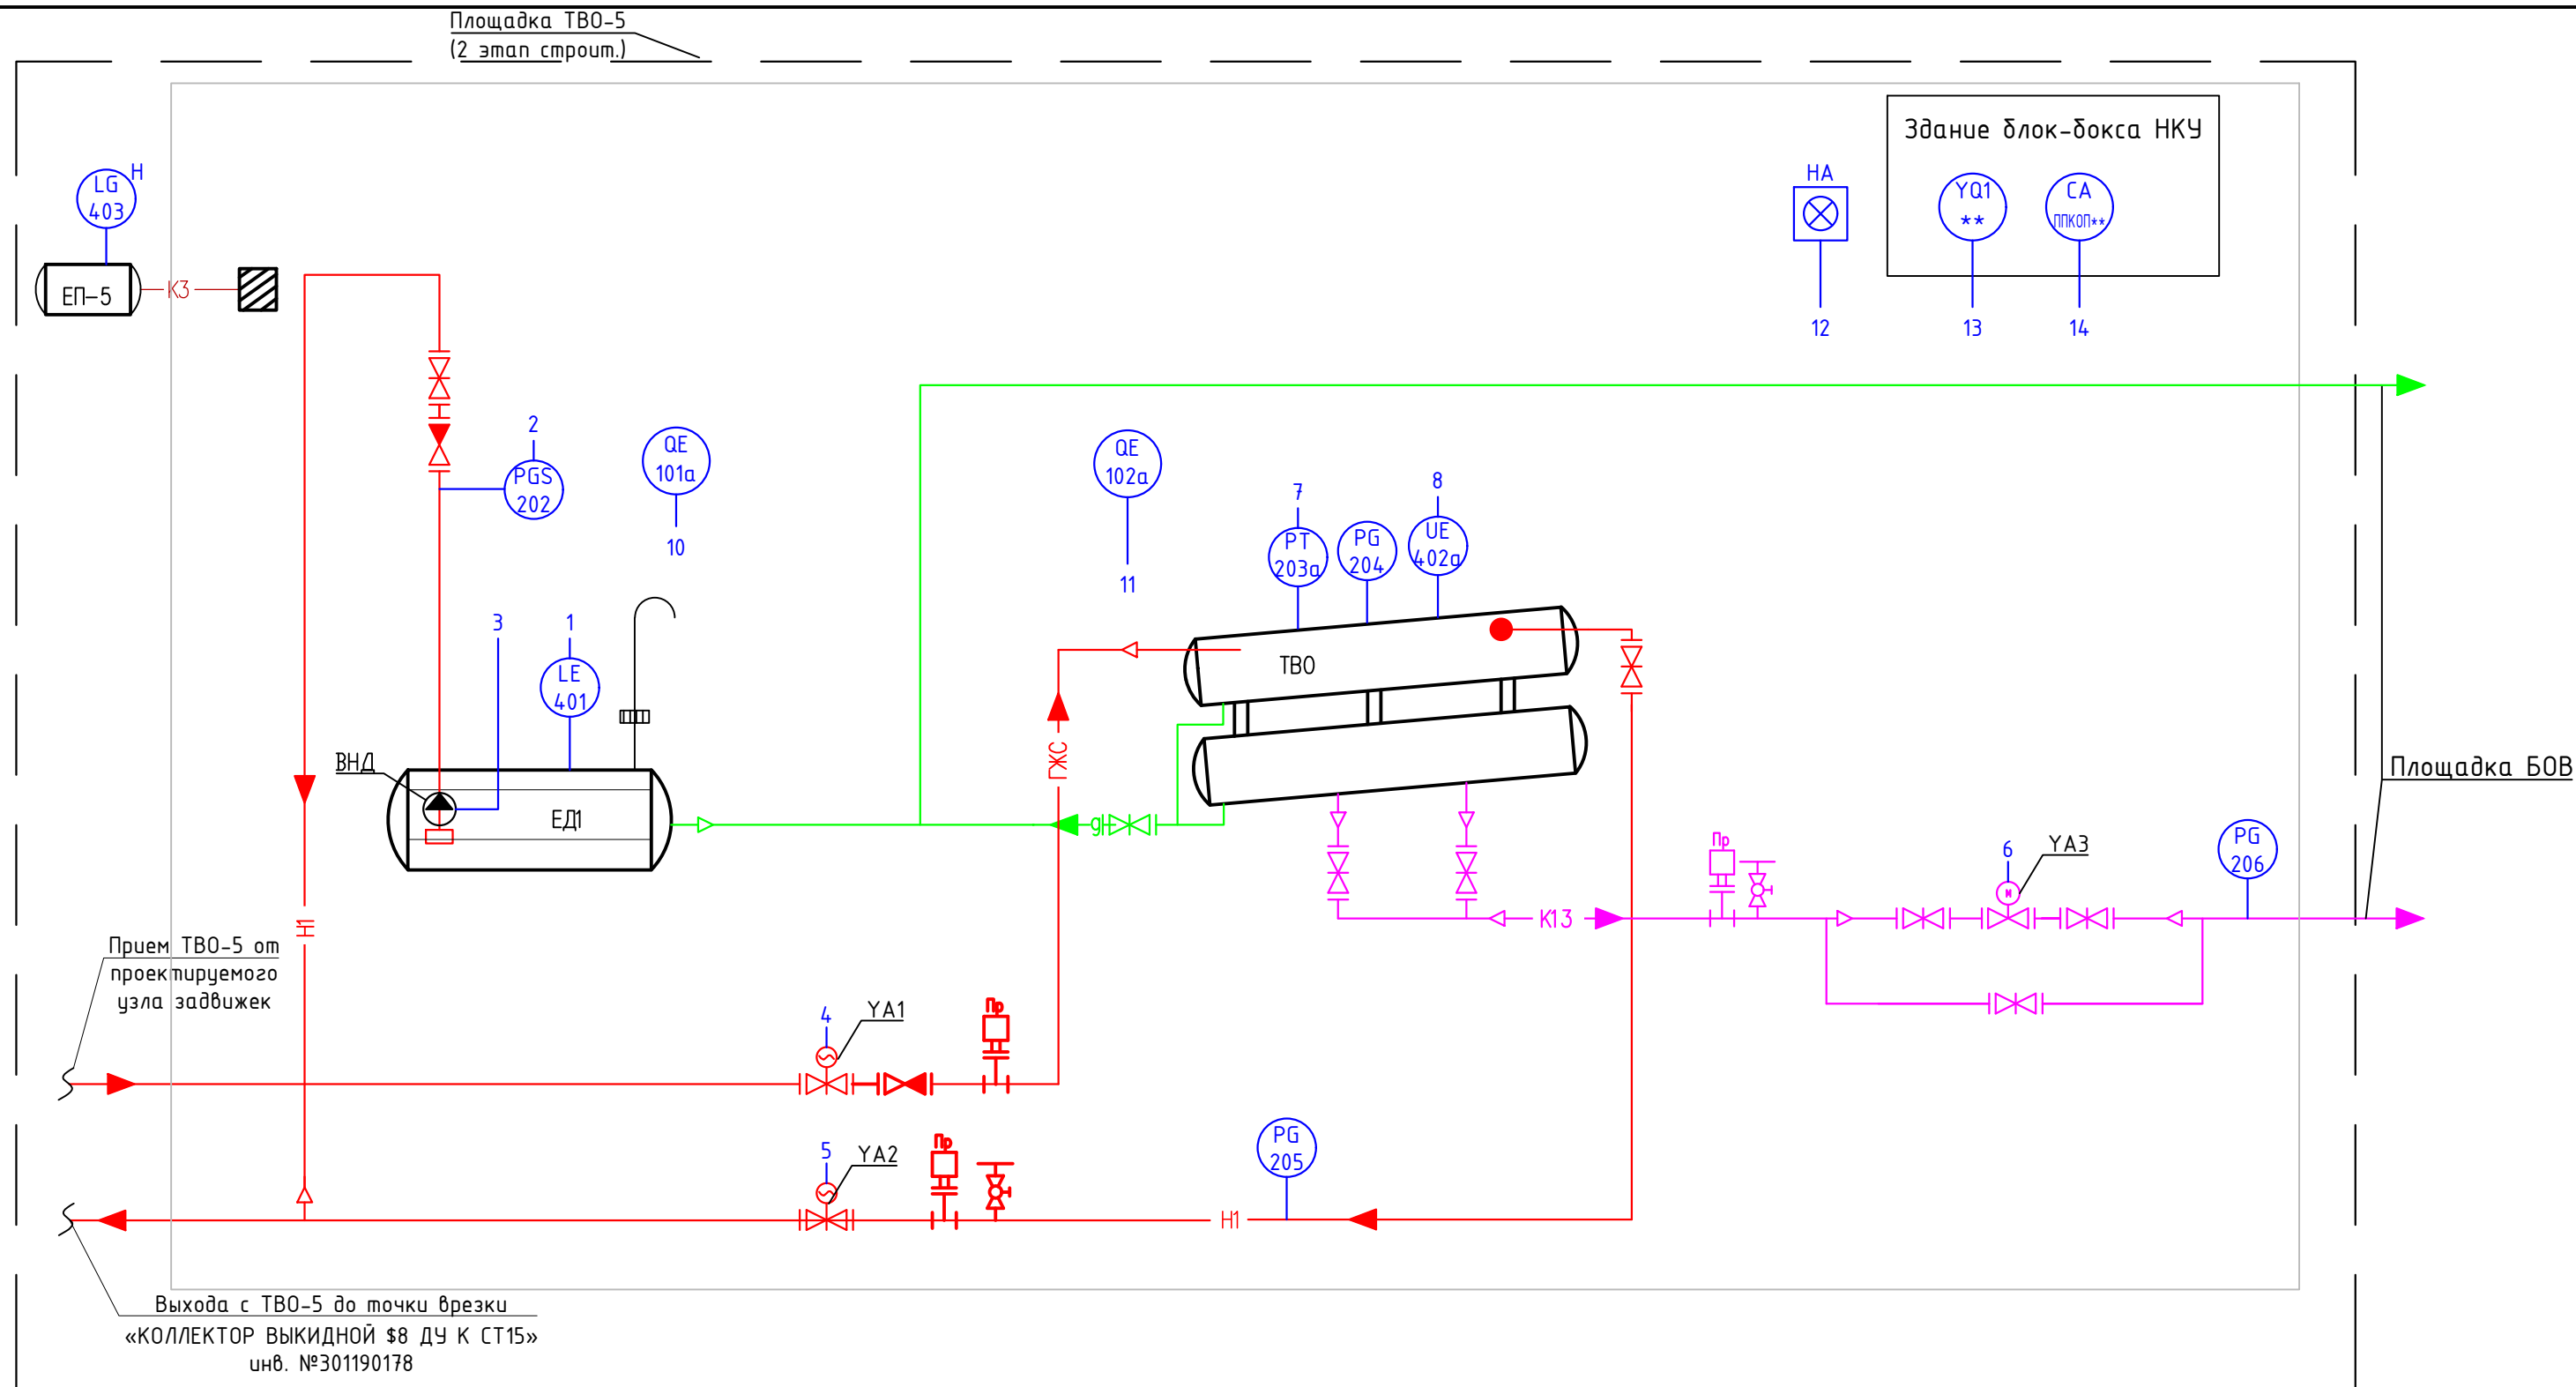 Площадка ТВО-5
(2 этап строит.)
Здание блок-бокса НКУ
LG
403
H
HA
YQ1
**
CA
ППКОП**
ЕП-5
К3
12
13
14
2
PGS
202
QE
101а
10
QE
102а
11
7
PT
203а
PG
204
8
UE
402а
3
1
LE
401
ТВО
ВНД
ЕД1
ГЖС
g
Площадка БОВ
Пр
6
YA3
PG
206
К13
Н1
Прием ТВО-5 от
проектируемого
узла задвижек
4
YA1
Пр
5
YA2
Пр
PG
205
Н1
Выхода с ТВО-5 до точки врезки
«КОЛЛЕКТОР ВЫКИДНОЙ $8 ДУ К СТ15»
инв. №301190178
М